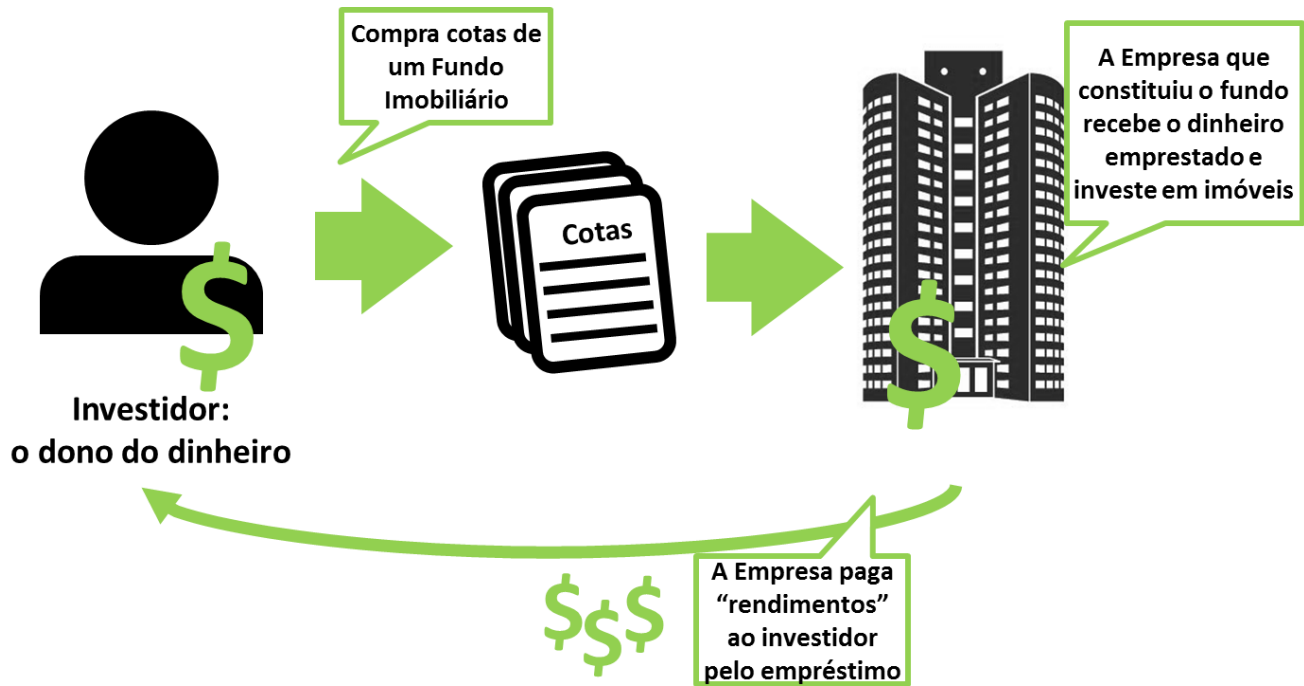 Compra cotas de
um Fundo
Imobiliário
A Empresa que
constituiu o fundo
recebe o dinheiro
emprestado e
investe em imóveis
Cotas
$
$
Investidor:
o dono do dinheiro
A Empresa paga
“rendimentos”
ao investidor
pelo empréstimo
$$$